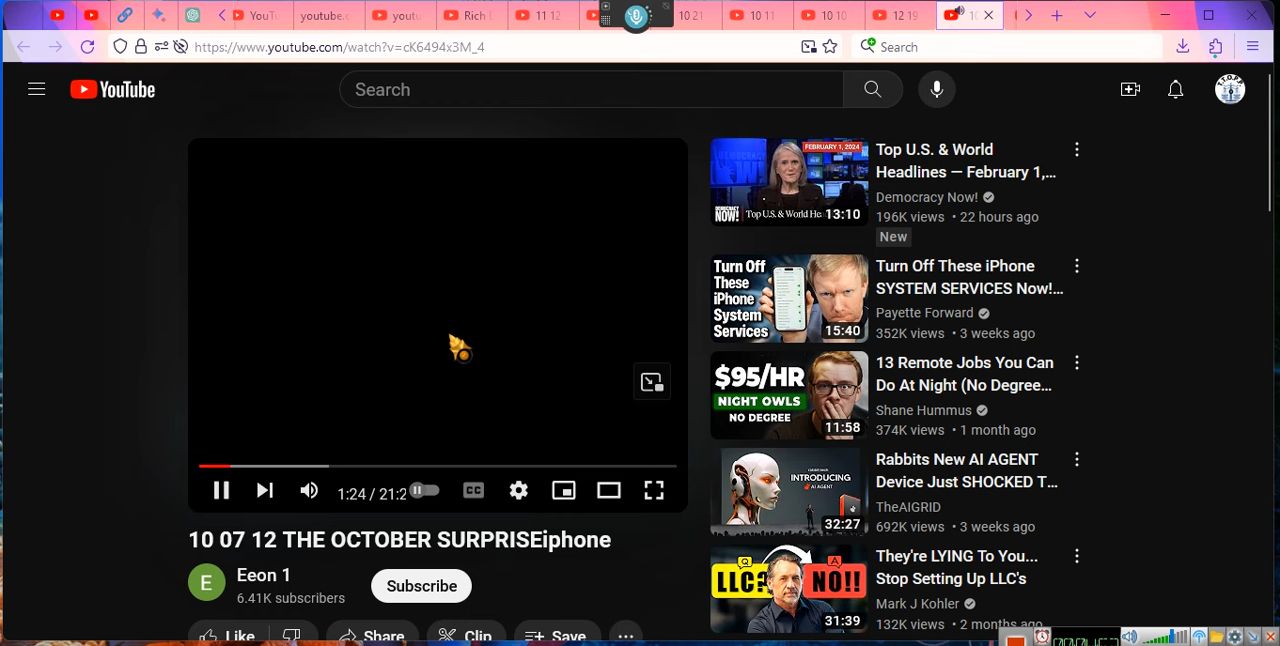 YouTu
youtube.c
youtu
Rich E
11 12
10 21
10 11
10 10
12 19
https://www.youtube.com/watch?v=cK6494x3M_4
Search
YouTube
Search
1:24 / 21:2
CC
10 07 12 THE OCTOBER SURPRISEiphone
E
Eeon 1
6.41K subscribers
Subscribe
Like
Share
Clip
Save
FEBRUARY 1, 2024
DEMOCRACY NOW!
Top U.S. & World He
13:10
Top U.S. & World
Headlines — February 1,...
Democracy Now!
196K views • 22 hours ago
New
Turn Off
These
iPhone
System
Services
15:40
Turn Off These iPhone
SYSTEM SERVICES Now!...
Payette Forward
352K views • 3 weeks ago
$95/HR
NIGHT OWLS
NO DEGREE
11:58
13 Remote Jobs You Can
Do At Night (No Degree...
Shane Hummus
374K views • 1 month ago
INTRODUCING
AI AGENT
32:27
Rabbits New AI AGENT
Device Just SHOCKED T...
TheAIGRID
692K views • 3 weeks ago
LLC?
NO!!
31:39
They're LYING To You...
Stop Setting Up LLC's
Mark J Kohler
132K views • 2 months ago